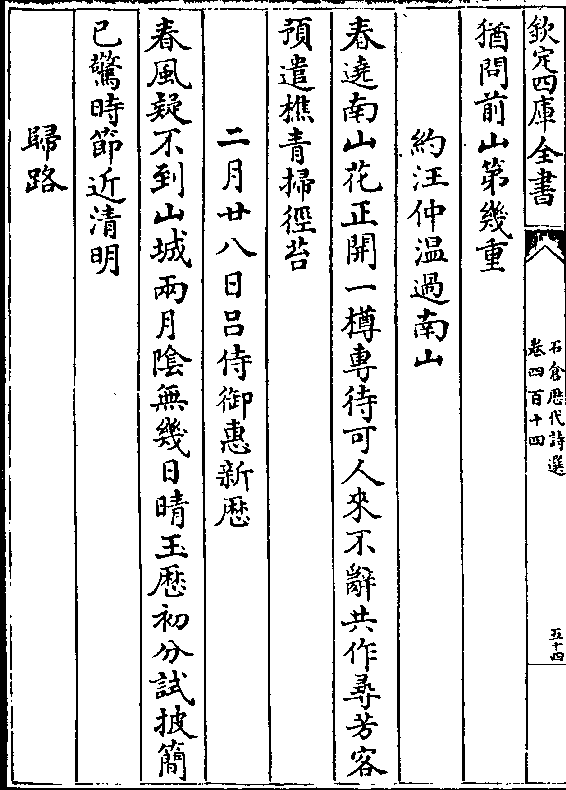 欽定四庫全書
石倉歷代詩選
卷四百十四
五十四
猶問前山第幾重
約汪仲温過南山
春遶南山花正開一樽專待可人來不辭共作尋芳客
預遣樵青掃徑苔
二月廿八日吕侍御惠新歷
春風疑不到山城兩月陰無幾日晴玉歷初分試披簡
已驚時節近清明
歸路